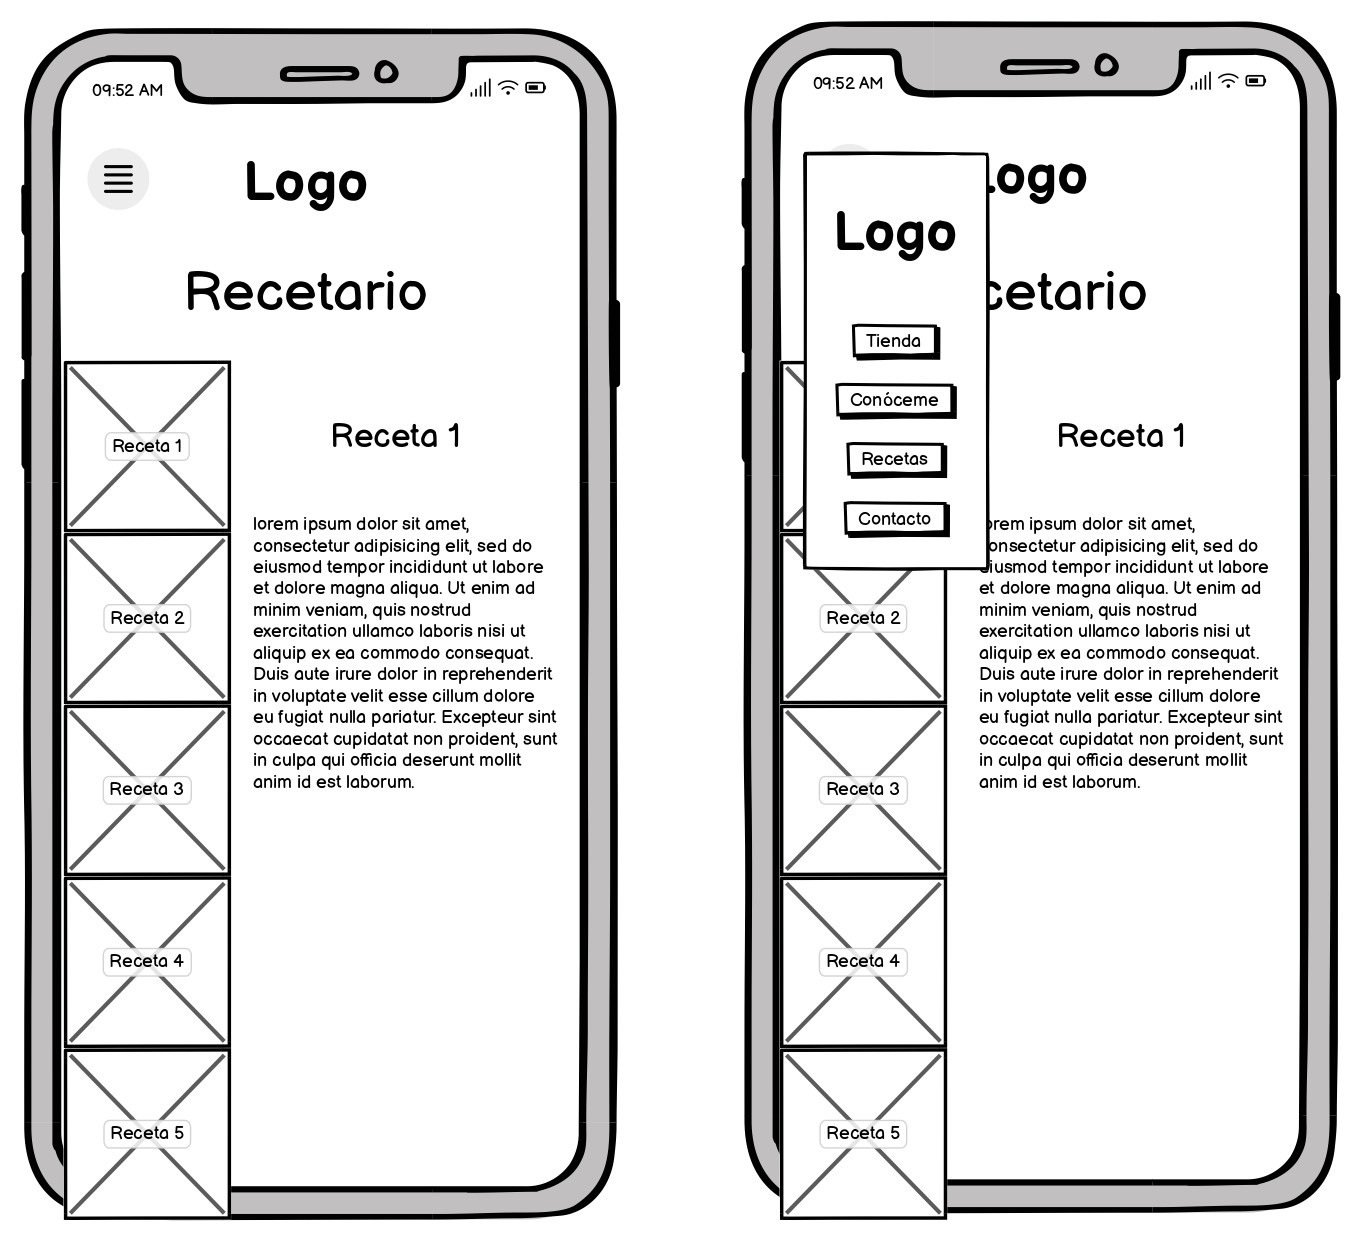 09:52 AM
Logo
Recetario
Receta 1
Receta 1
lorem ipsum dolor sit amet,
consectetur adipisicing elit, sed do
eiusmod tempor incididunt ut labore
et dolore magna aliqua. Ut enim ad
minim veniam, quis nostrud
exercitation ullamco laboris nisi ut
aliquip ex ea commodo consequat.
Duis aute irure dolor in reprehenderit
in voluptate velit esse cillum dolore
eu fugiat nulla pariatur. Excepteur sint
occaecat cupidatat non proident, sunt
in culpa qui officia deserunt mollit
anim id est laborum.
Receta 2
Receta 3
Receta 4
Receta 5
09:52 AM
Logo
cetario
Logo
Tienda
Conóceme
Recetas
Contacto
Receta 1
orem ipsum dolor sit amet,
consectetur adipisicing elit, sed do
eiusmod tempor incididunt ut labore
et dolore magna aliqua. Ut enim ad
minim veniam, quis nostrud
exercitation ullamco laboris nisi ut
aliquip ex ea commodo consequat.
Duis aute irure dolor in reprehenderit
in voluptate velit esse cillum dolore
eu fugiat nulla pariatur. Excepteur sint
occaecat cupidatat non proident, sunt
in culpa qui officia deserunt mollit
anim id est laborum.
Receta 2
Receta 3
Receta 4
Receta 5